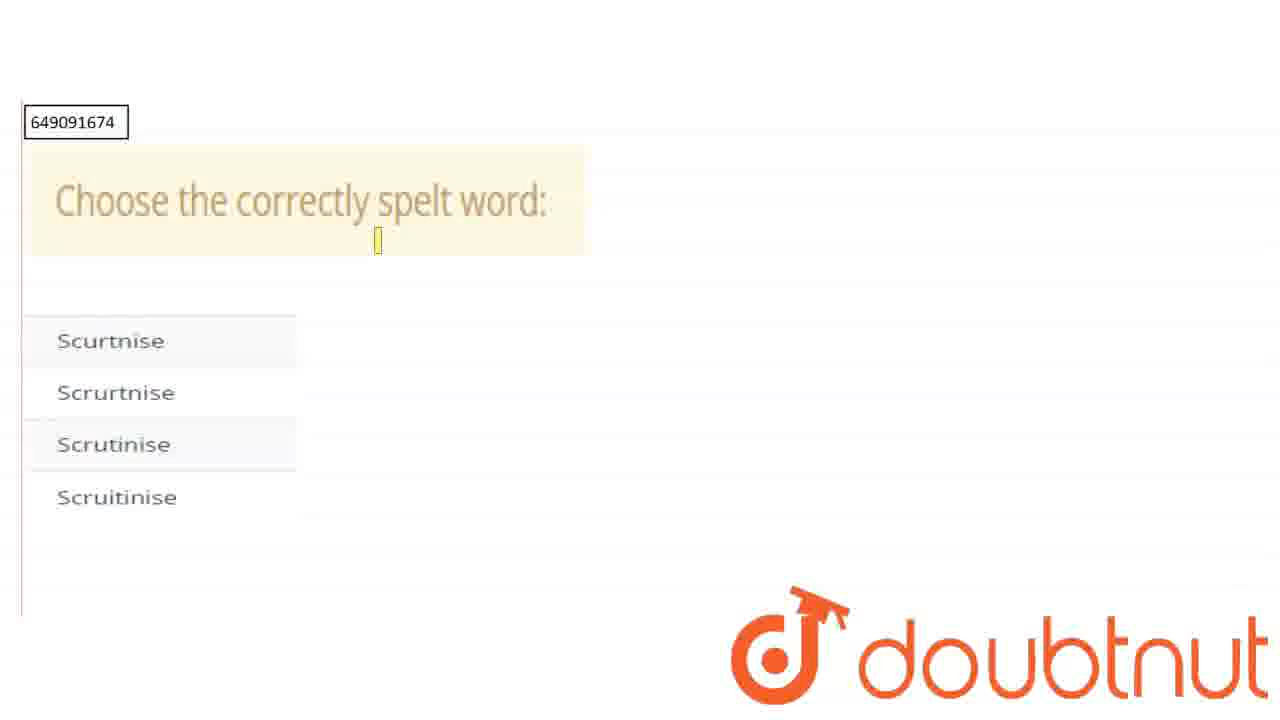 649091674
Choose the correctly spelt word:
Scurtnise
Scrurtnise
Scrutinise
Scruitinise
doubtnut